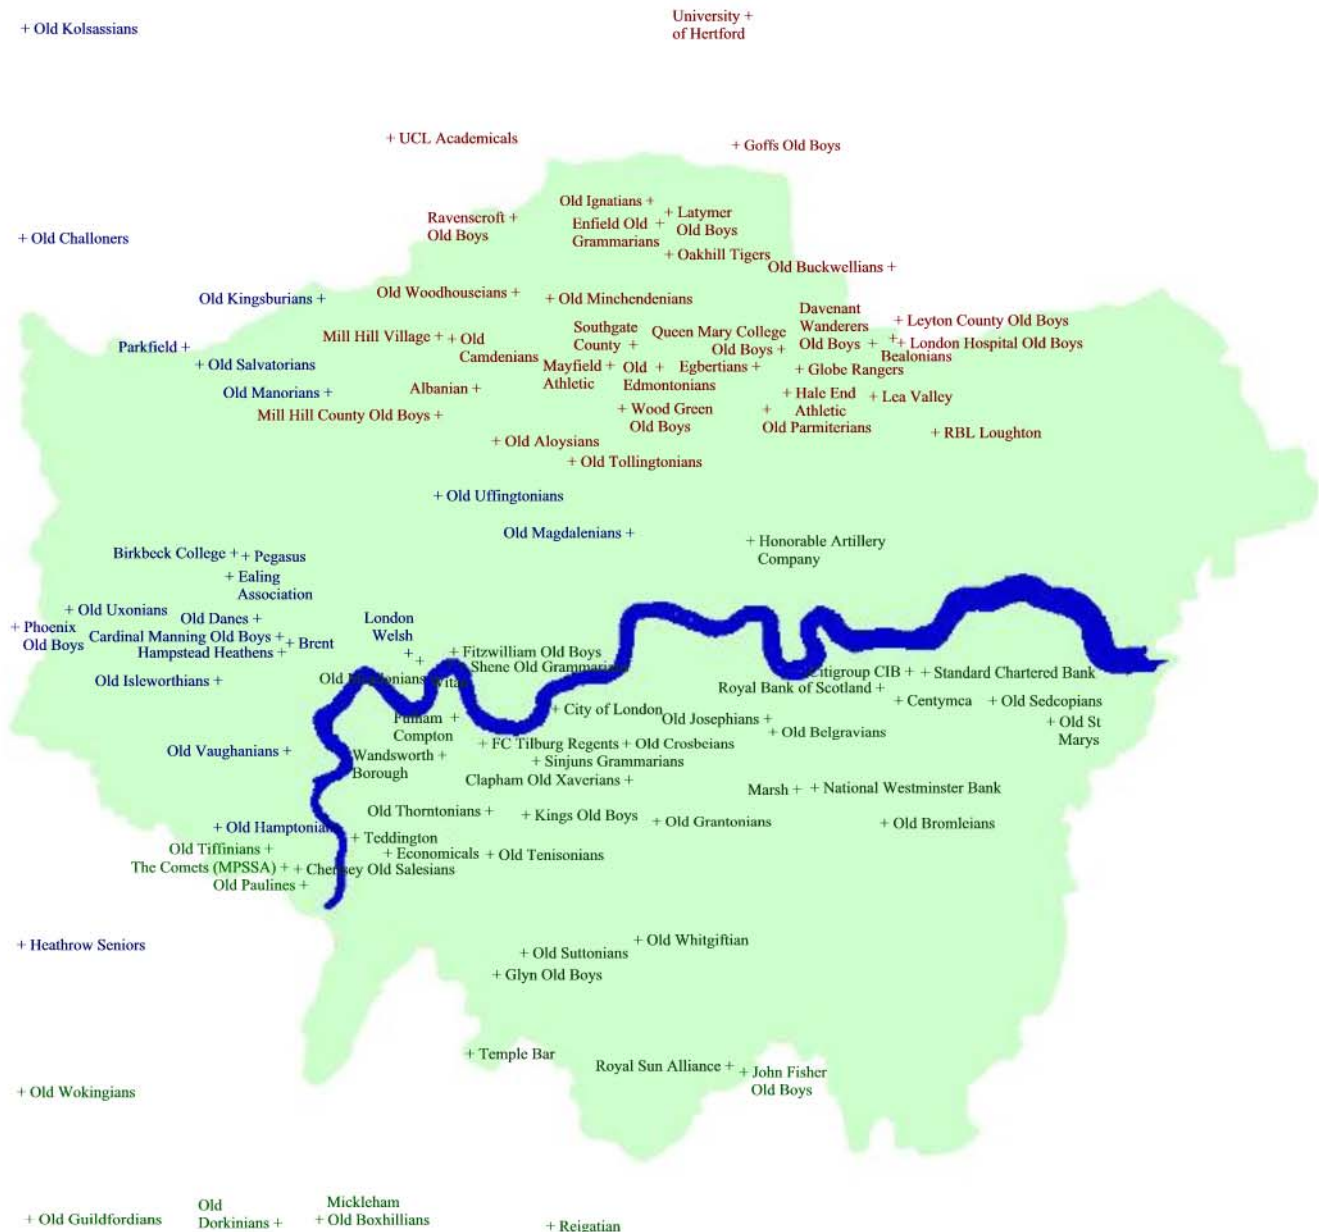 + Old Kolsassians
University +
of Hertford
+ UCL Academicals
+ Goffs Old Boys
Old Ignatians +
Ravenscroft +
Old Boys
+ Latymer
Old Boys
Enfield Old +
Grammarians
+ Old Challoners
+ Oakhill Tigers
Old Buckwellians +
Old Kingsburians +
Old Woodhouseians +
+ Old Minchendenians
Davenant
Wanderers
Old Boys +
+ Leyton County Old Boys
Mill Hill Village +
+ Old
Camdenians
Southgate
County +
Queen Mary College
Old Boys +
+ London Hospital Old Boys
+
Bealonians
Parkfield +
+ Old Salvatorians
Mayfield +
Athletic
Old +
Edmontonians
Egbertians +
+ Globe Rangers
Old Manorians +
Albanian +
+ Hale End
Athletic
+ Lea Valley
Mill Hill County Old Boys +
+ Wood Green
Old Boys
+
Old Parmiterians
+ RBL Loughton
+ Old Aloysians
+ Old Tollingtonians
+ Old Uffingtonians
Old Magdalenians +
+ Honorable Artillery
Company
Birkbeck College +
+ Pegasus
+ Ealing
Association
+ Old Uxonians
Old Danes +
+ Phoenix
Old Boys
Cardinal Manning Old Boys +
+ Brent
Hampstead Heathens +
London
Welsh
+
+ Fitzwilliam Old Boys
+
Shene Old Grammarians
Old Isleworthians +
Old
Citigroup CIB +
+ Standard Chartered Bank
Royal Bank of Scotland +
+ Centymca
+ Old Sedcopians
+ City of London
Fulham +
Compton
Old Josephians +
+ Old St
Marys
+ Old Belgravians
Old Vaughanians +
Wandsworth +
Borough
+ FC Tilburg Regents
+ Old Crosbeians
+ Sinjuns Grammarians
Clapham Old Xaverians +
Marsh +
+ National Westminster Bank
Old Thorntonians +
+ Kings Old Boys
+ Old Grantonians
+ Old Bromleians
+ Old Hamptonians
+ Teddington
Old Tiffinians +
+ Economicals
+ Old Tenisonians
The Comets (MPSSA) +
+ Chertsey Old Salesians
Old Paulines +
+ Heathrow Seniors
+ Old Whitgiftian
+ Old Suttonians
+ Glyn Old Boys
+ Temple Bar
Royal Sun Alliance +
+ John Fisher
Old Boys
+ Old Wokingians
+ Old Guildfordians
Old
Dorkinians +
Mickleham
+ Old Boxhillians
+ Reigatian